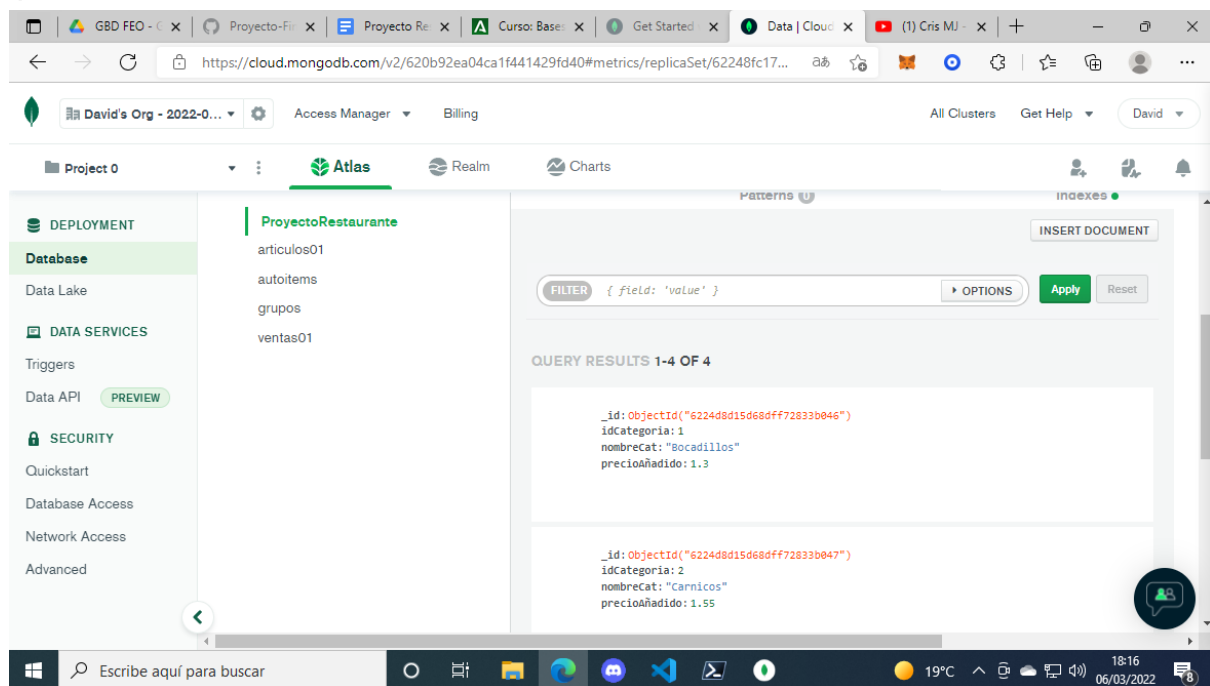 GBD FEO - C
Proyecto-Fi
Proyecto Re
Curso: Bases
Get Started
Data | Cloud
(1) Cris MJ -
https://cloud.mongodb.com/v2/620b92ea04ca1f441429fd40#metrics/replicaSet/62248fc17...
David's Org - 2022-0...
Access Manager
Billing
All Clusters
Get Help
David
Project 0
Atlas
Realm
Charts
DEPLOYMENT
Database
Data Lake
DATA SERVICES
Triggers
Data API PREVIEW
SECURITY
Quickstart
Database Access
Network Access
Advanced
ProyectoRestaurante
articulos01
autoitems
grupos
ventas01
Patterns 0
Indexes
INSERT DOCUMENT
FILTER { field: 'value' }
OPTIONS
Apply
Reset
QUERY RESULTS 1-4 OF 4
_id: ObjectId("6224d8d15d68dff72833b046")
idCategoria: 1
nombreCat: "Bocadillos"
precioAñadido: 1.3
_id: ObjectId("6224d8d15d68dff72833b047")
idCategoria: 2
nombreCat: "Carnicos"
precioAñadido: 1.55
Escribe aquí para buscar
19°C
18:16
06/03/2022
8